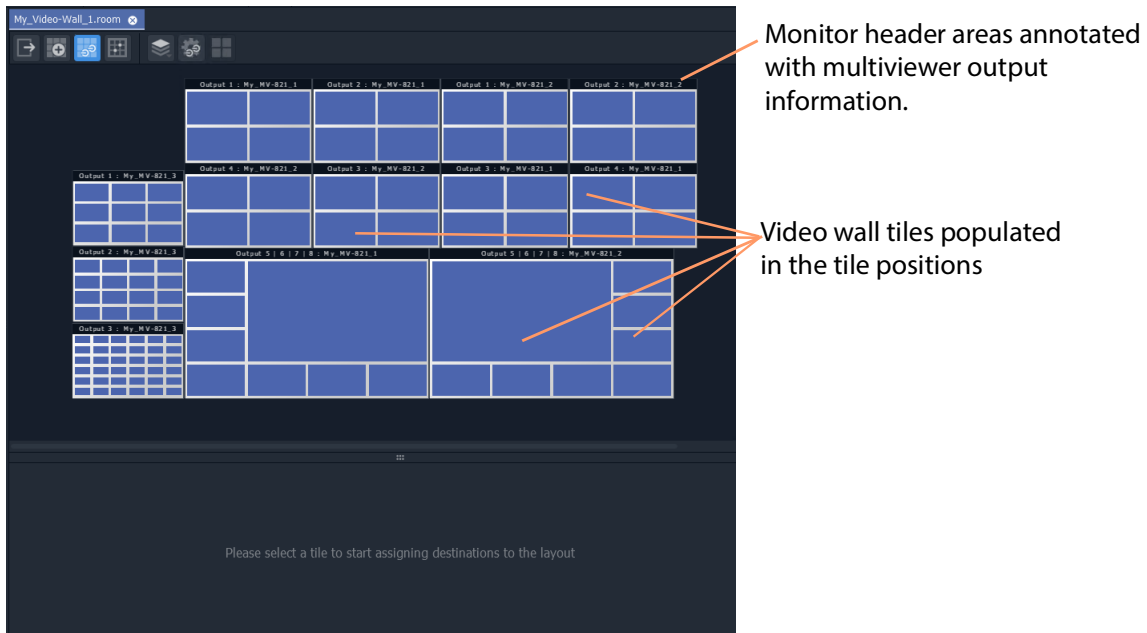 My_Video-Wall_1.room
Output 1 : My_MV-821_1
Output 2 : My_MV-821_1
Output 1 : My_MV-821_2
Output 2 : My_MV-821_2
Output 4 : My_MV-821_2
Output 3 : My_MV-821_2
Output 3 : My_MV-821_1
Output 4 : My_MV-821_1
Output 1 : My_MV-821_3
Output 2 : My_MV-821_3
Output 3 : My_MV-821_3
Output 5 | 6 | 7 | 8 : My_MV-821_1
Output 5 | 6 | 7 | 8 : My_MV-821_2
Please select a tile to start assigning destinations to the layout
Monitor header areas annotated
with multiviewer output
information.
Video wall tiles populated
in the tile positions